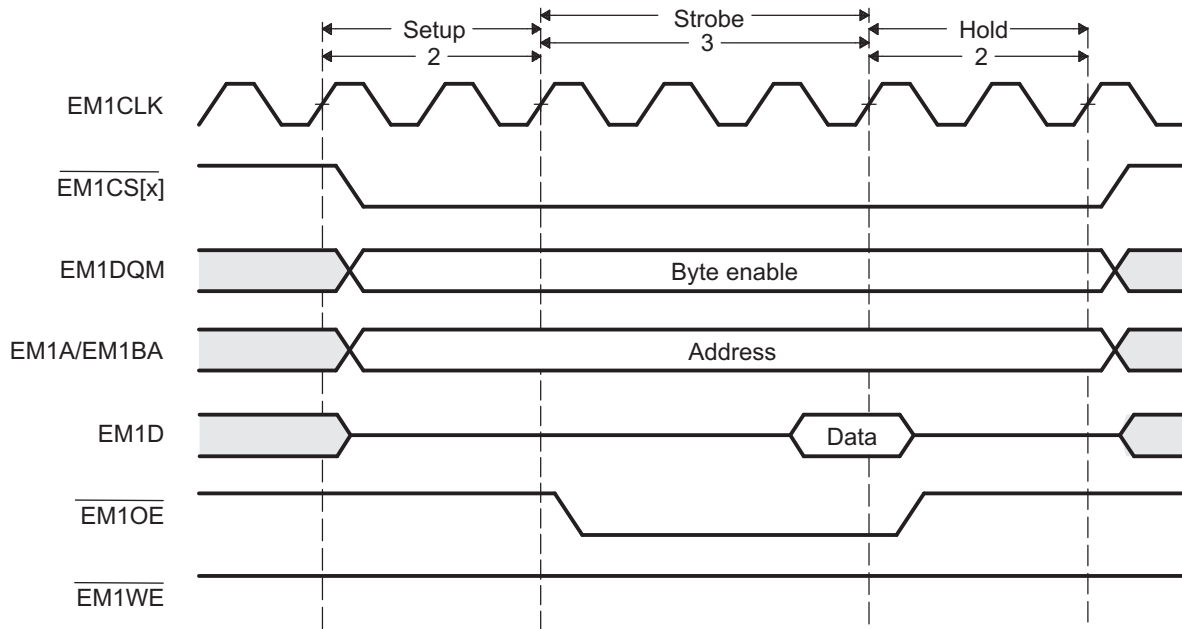 Setup
2
Strobe
3
Hold
2
EM1CLK
EM1CS[x]
EM1DQM
Byte enable
EM1A/EM1BA
Address
EM1D
Data
EM1OE
EM1WE